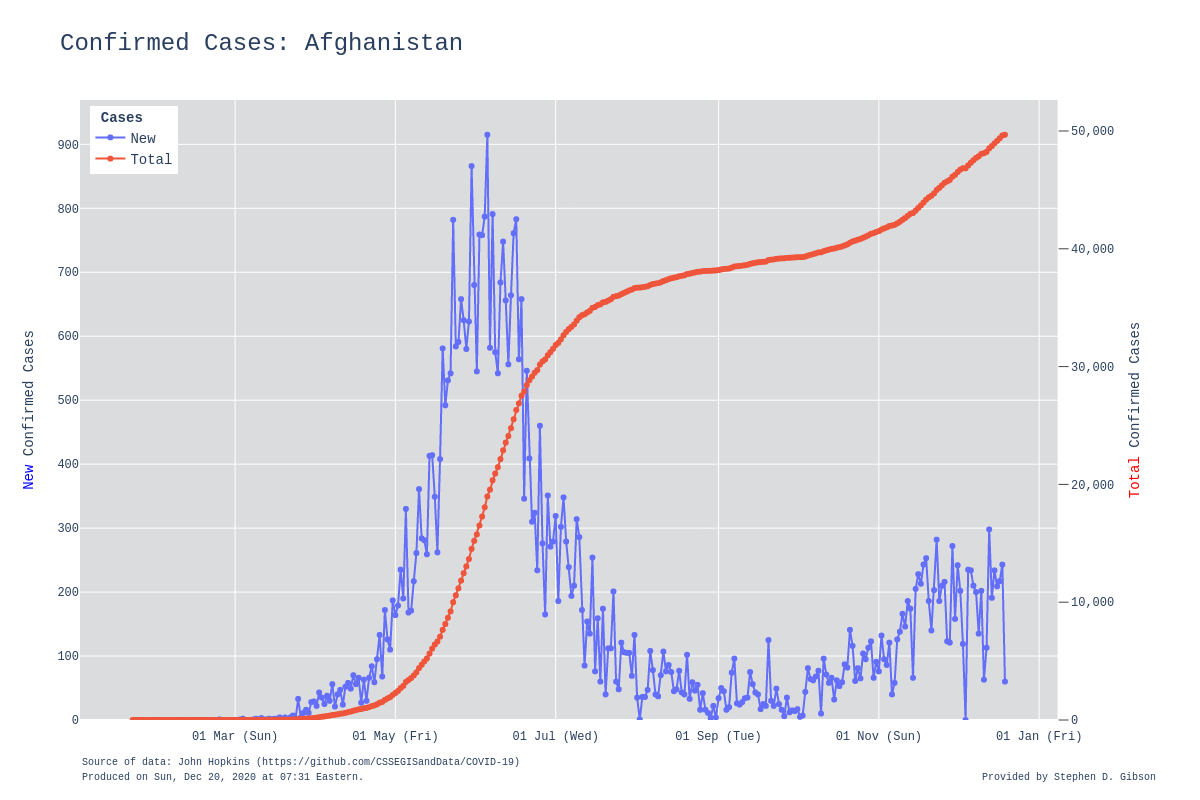 Confirmed Cases: Afghanistan
Cases
New
Total
900
800
700
600
500
400
300
200
100
0
50,000
40,000
30,000
20,000
10,000
0
New Confirmed Cases
Total Confirmed Cases
01 Mar (Sun)
01 May (Fri)
01 Jul (Wed)
01 Sep (Tue)
01 Nov (Sun)
01 Jan (Fri)
Source of data: John Hopkins (https://github.com/CSSEGISandData/COVID-19)
Produced on Sun, Dec 20, 2020 at 07:31 Eastern.
Provided by Stephen D. Gibson